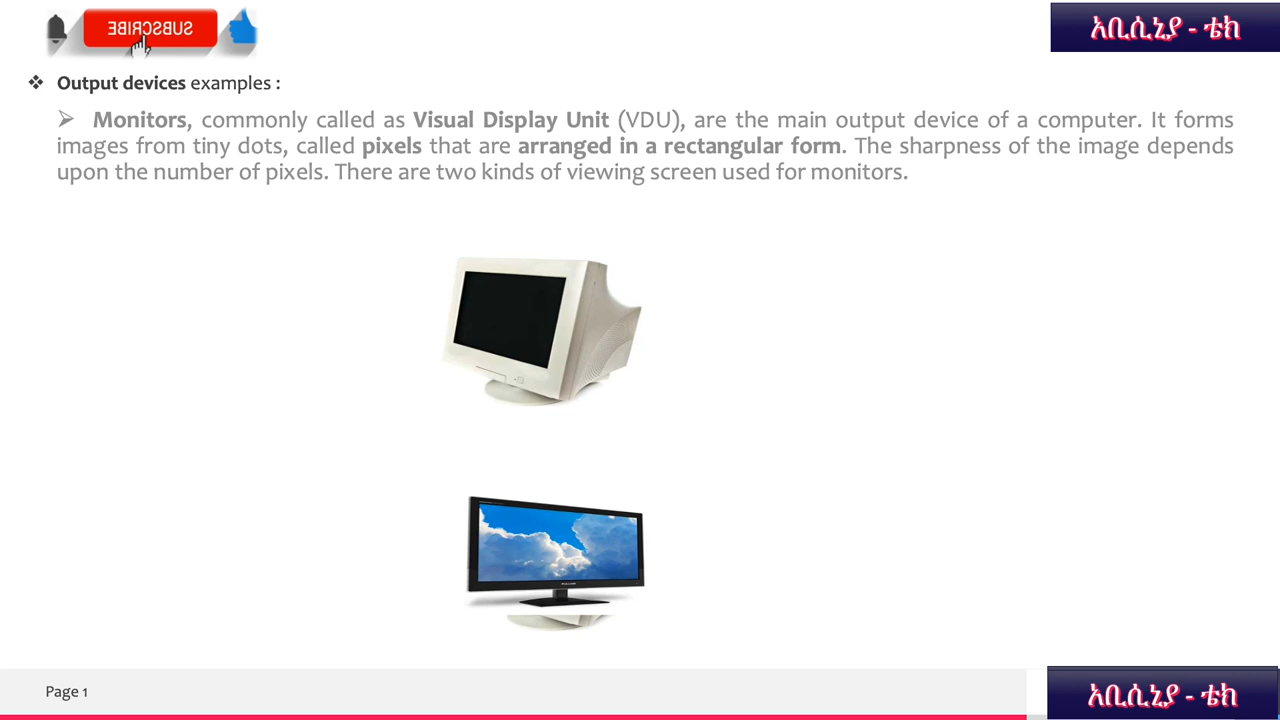 SUBSCRIBE
አቢሲኒያ - ቴክ
❖ Output devices examples :
➢ Monitors, commonly called as Visual Display Unit (VDU), are the main output device of a computer. It forms
images from tiny dots, called pixels that are arranged in a rectangular form. The sharpness of the image depends
upon the number of pixels. There are two kinds of viewing screen used for monitors.
Page 1
አቢሲኒያ - ቴክ